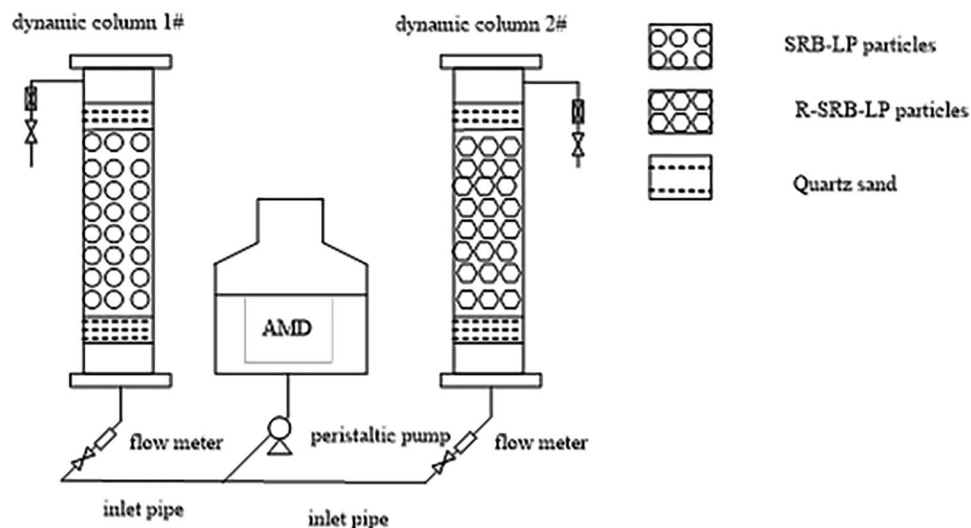 dynamic column 1#
dynamic column 2#
SRB-LP particles
R-SRB-LP particles
Quartz sand
AMD
flow meter
peristaltic pump
flow meter
inlet pipe
inlet pipe